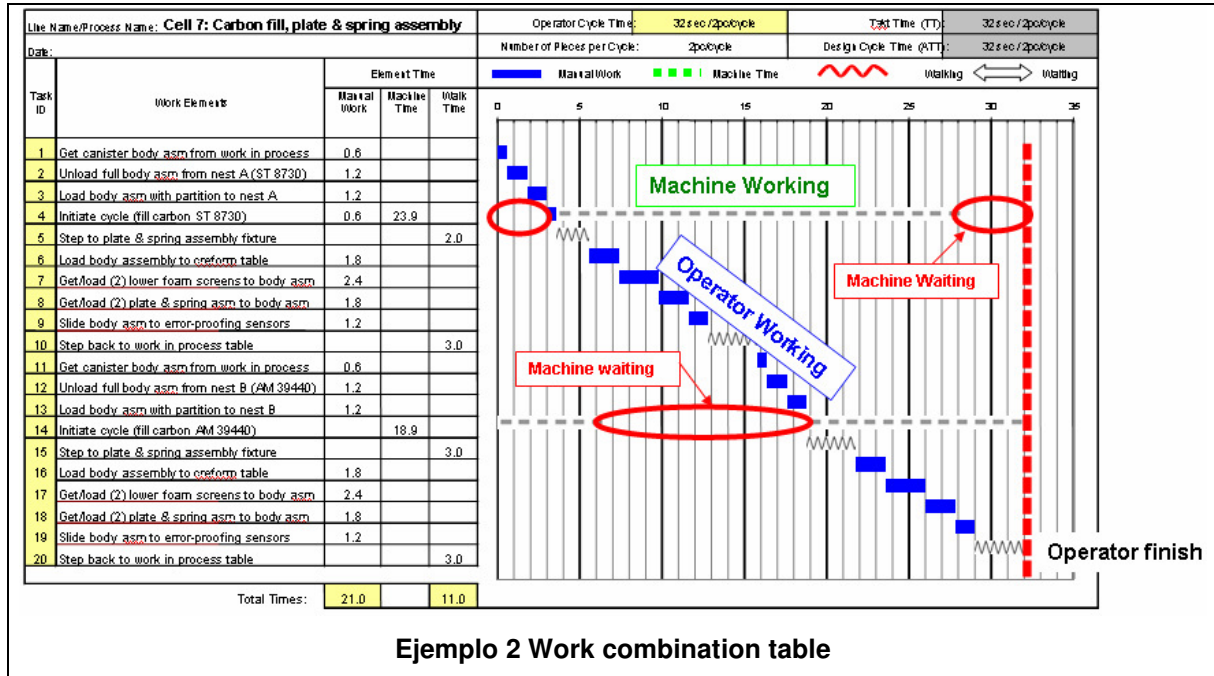 Line Name/Process Name: Cell 7: Carbon fill, plate & spring assembly
Operator Cycle Time: 32 sec /2pc/cycle Takt Time (TT): 32 sec / 2pc/cycle
Date:
Number of Pieces per Cycle: 2pc/cycle Design Cycle Time (ATT): 32 sec / 2pc/cycle
Element Time
Manual Work Machine Time Walking Waiting
Task ID Work Elements Manual Work Machine Time Walk Time
0 5 10 15 20 25 30 35
1 Get canister body asm from work in process 0.6
2 Unload full body asm from nest A (ST 8730) 1.2
3 Load body asm with partition to nest A 1.2
4 Initiate cycle (fill carbon ST 8730) 0.6 23.9
5 Step to plate & spring assembly fixture 2.0
6 Load body assembly to creform table 1.8
7 Get/load (2) lower foam screens to body asm 2.4
8 Get/load (2) plate & spring asm to body asm 1.8
9 Slide body asm to error-proofing sensors 1.2
10 Step back to work in process table 3.0
11 Get canister body asm from work in process 0.6
12 Unload full body asm from nest B (AM 39440) 1.2
13 Load body asm with partition to nest B 1.2
14 Initiate cycle (fill carbon AM 39440) 18.9
15 Step to plate & spring assembly fixture 3.0
16 Load body assembly to creform table 1.8
17 Get/load (2) lower foam screens to body asm 2.4
18 Get/load (2) plate & spring asm to body asm 1.8
19 Slide body asm to error-proofing sensors 1.2
20 Step back to work in process table 3.0
Total Times: 21.0 11.0
Machine Working
Machine Waiting
Operator Working
Machine waiting
Operator finish
Ejemplo 2 Work combination table